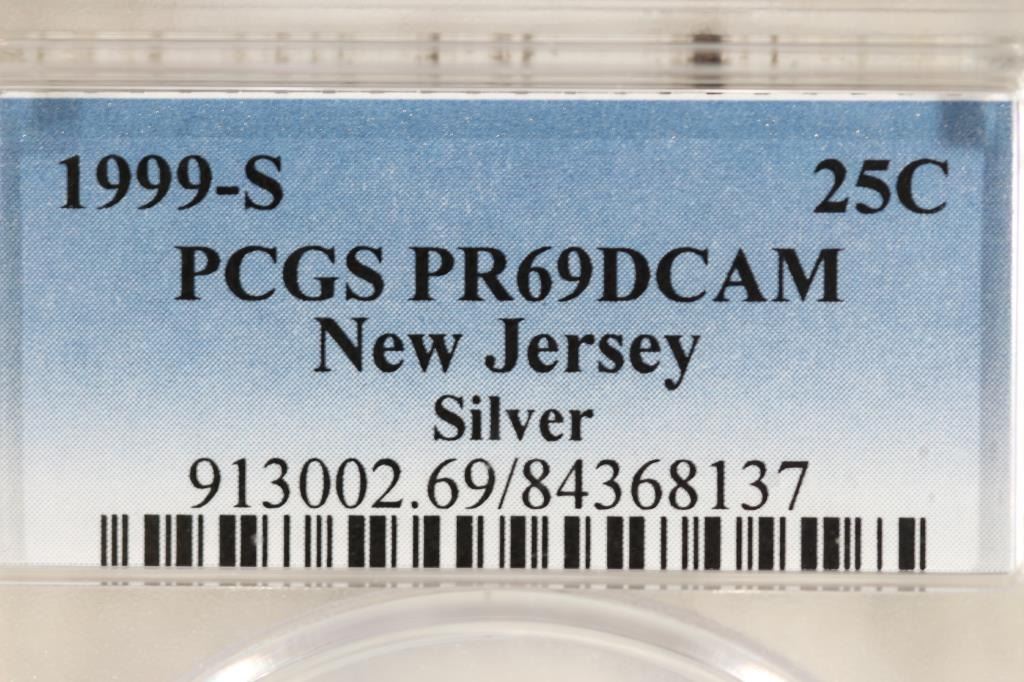 1999-S 25C
PCGS PR69DCAM
New Jersey
Silver
913002.69/84368137